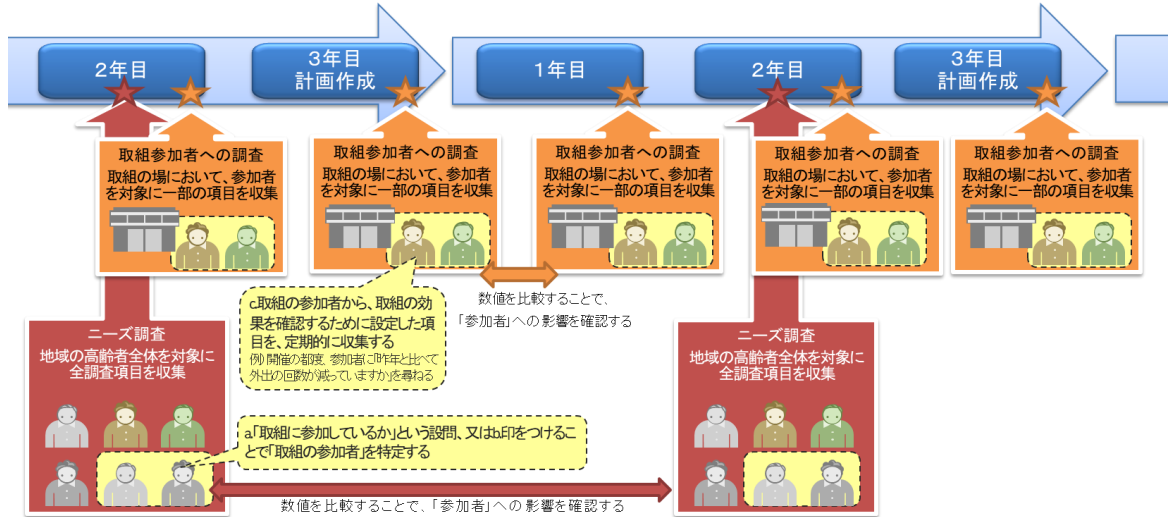 2年目
3年目
計画作成
1年目
2年目
3年目
計画作成
取組参加者への調査
取組の場において、参加者
を対象に一部の項目を収集
取組参加者への調査
取組の場において、参加者
を対象に一部の項目を収集
取組参加者への調査
取組の場において、参加者
を対象に一部の項目を収集
取組参加者への調査
取組の場において、参加者
を対象に一部の項目を収集
取組参加者への調査
取組の場において、参加者
を対象に一部の項目を収集
c.取組の参加者から、取組の効
果を確認するために設定した項
目を、定期的に収集する
例）開催の都度、参加者に「昨年と比べて
外出の回数が減っていますか」を尋ねる
数値を比較することで、
「参加者」への影響を確認する
ニーズ調査
地域の高齢者全体を対象に
全調査項目を収集
a「取組に参加しているか」という設問、又はb.印をつけるこ
とで「取組の参加者」を特定する
ニーズ調査
地域の高齢者全体を対象に
全調査項目を収集
数値を比較することで、「参加者」への影響を確認する